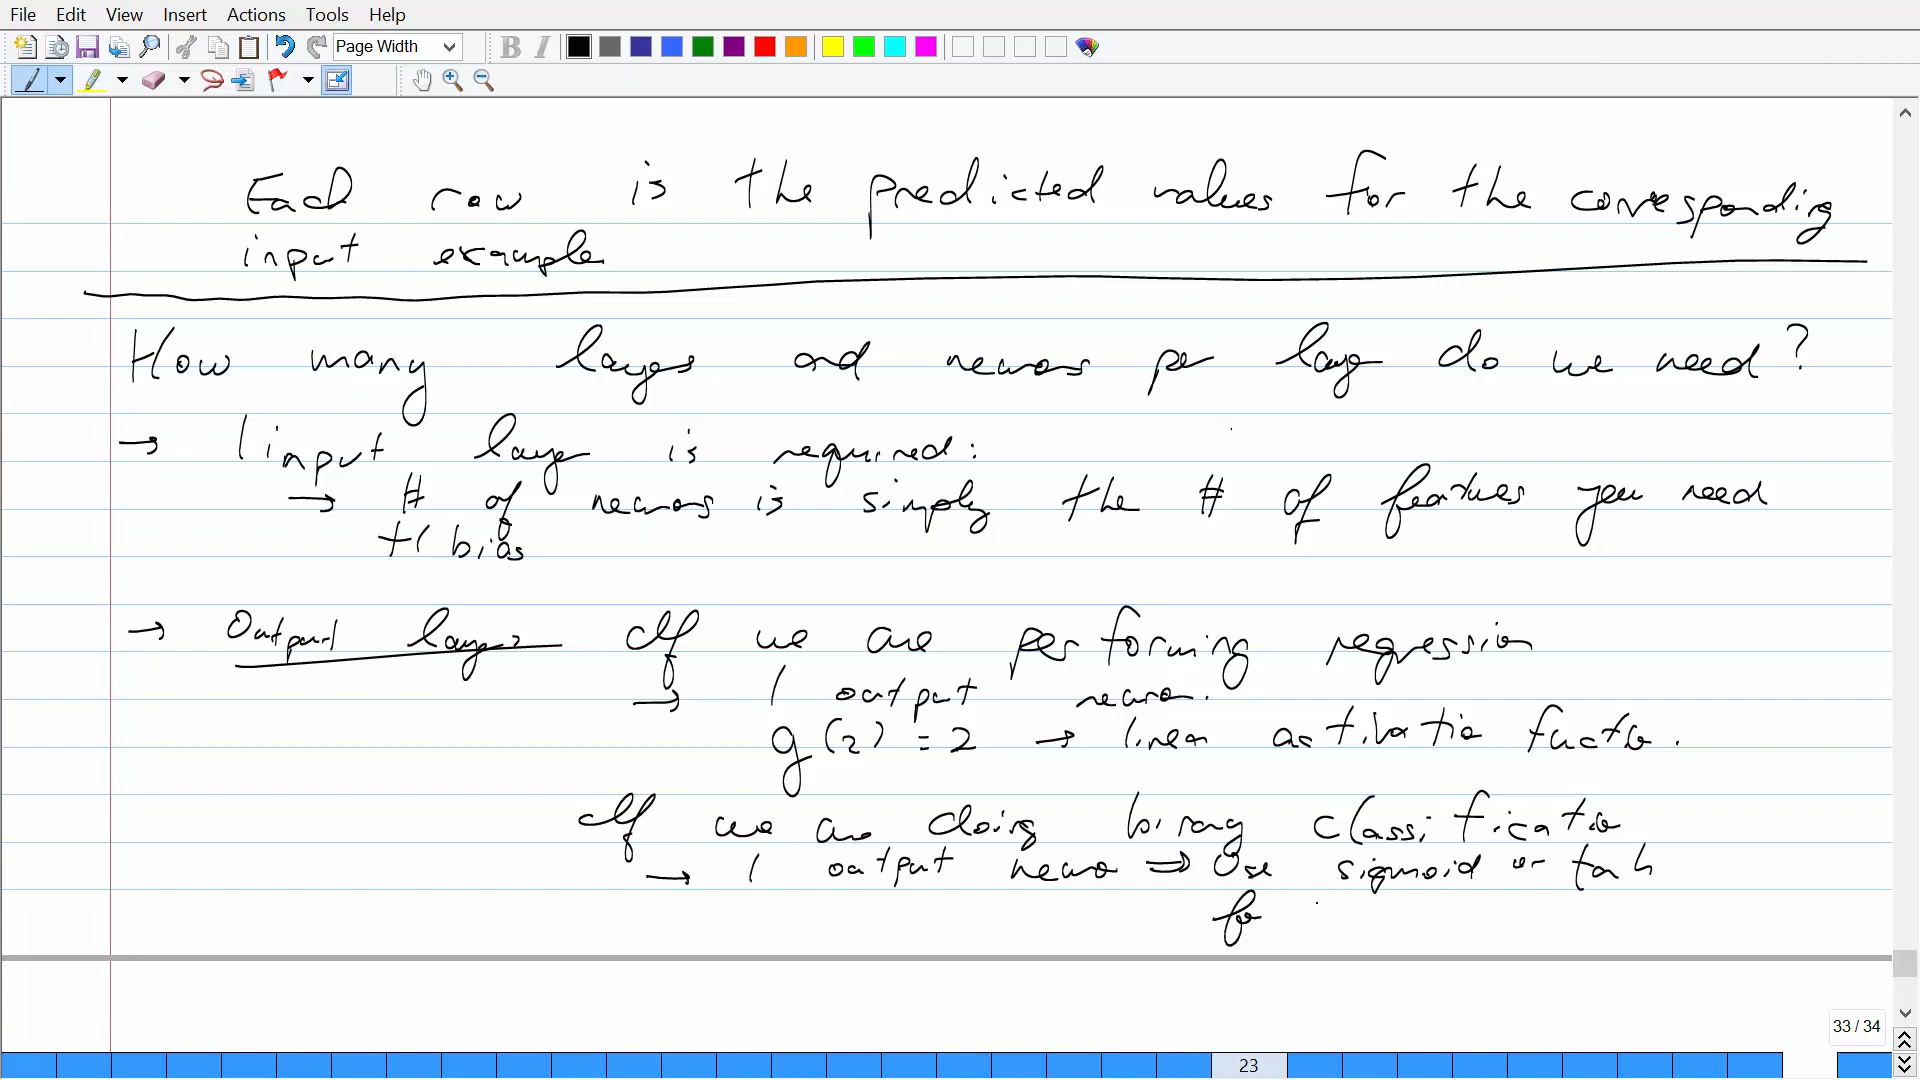 File Edit View Insert Actions Tools Help
Page Width
B I
Each row is the predicted values for the corresponding
input example
How many layers and neurons per layer do we need?
→ 1 input layer is required:
→ # of neurons is simply the # of features you need
+1 bias
→ Output layer If we are performing regression
→ 1 output neuron.
g(z) = z → linear activation function.
If we are doing binary classification
→ 1 output neuron ⇒ Use sigmoid or tanh
for
33 / 34
23